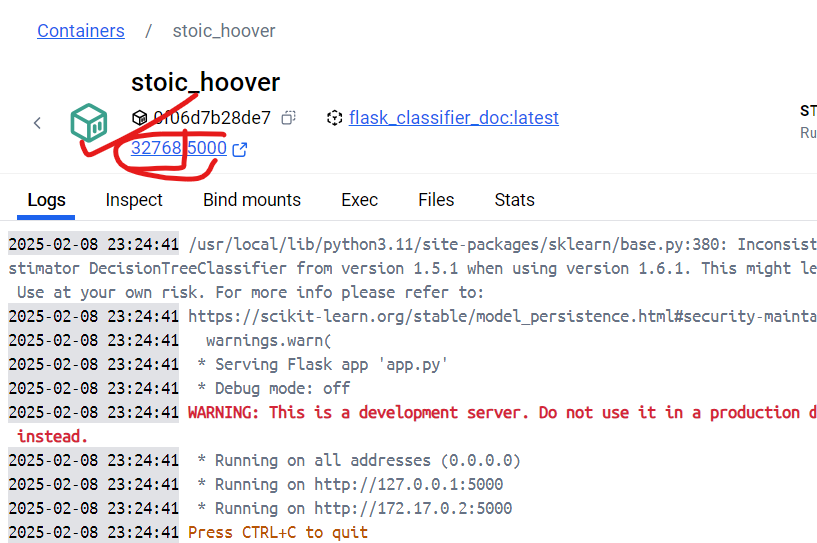 Containers / stoic_hoover
stoic_hoover
0f06d7b28de7 flask_classifier_doc:latest
ST
32768:5000
Ru
Logs Inspect Bind mounts Exec Files Stats
2025-02-08 23:24:41 /usr/local/lib/python3.11/site-packages/sklearn/base.py:380: Inconsist
stimator DecisionTreeClassifier from version 1.5.1 when using version 1.6.1. This might le
Use at your own risk. For more info please refer to:
2025-02-08 23:24:41 https://scikit-learn.org/stable/model_persistence.html#security-mainta
2025-02-08 23:24:41 warnings.warn(
2025-02-08 23:24:41 * Serving Flask app 'app.py'
2025-02-08 23:24:41 * Debug mode: off
2025-02-08 23:24:41 WARNING: This is a development server. Do not use it in a production d
instead.
2025-02-08 23:24:41 * Running on all addresses (0.0.0.0)
2025-02-08 23:24:41 * Running on http://127.0.0.1:5000
2025-02-08 23:24:41 * Running on http://172.17.0.2:5000
2025-02-08 23:24:41 Press CTRL+C to quit